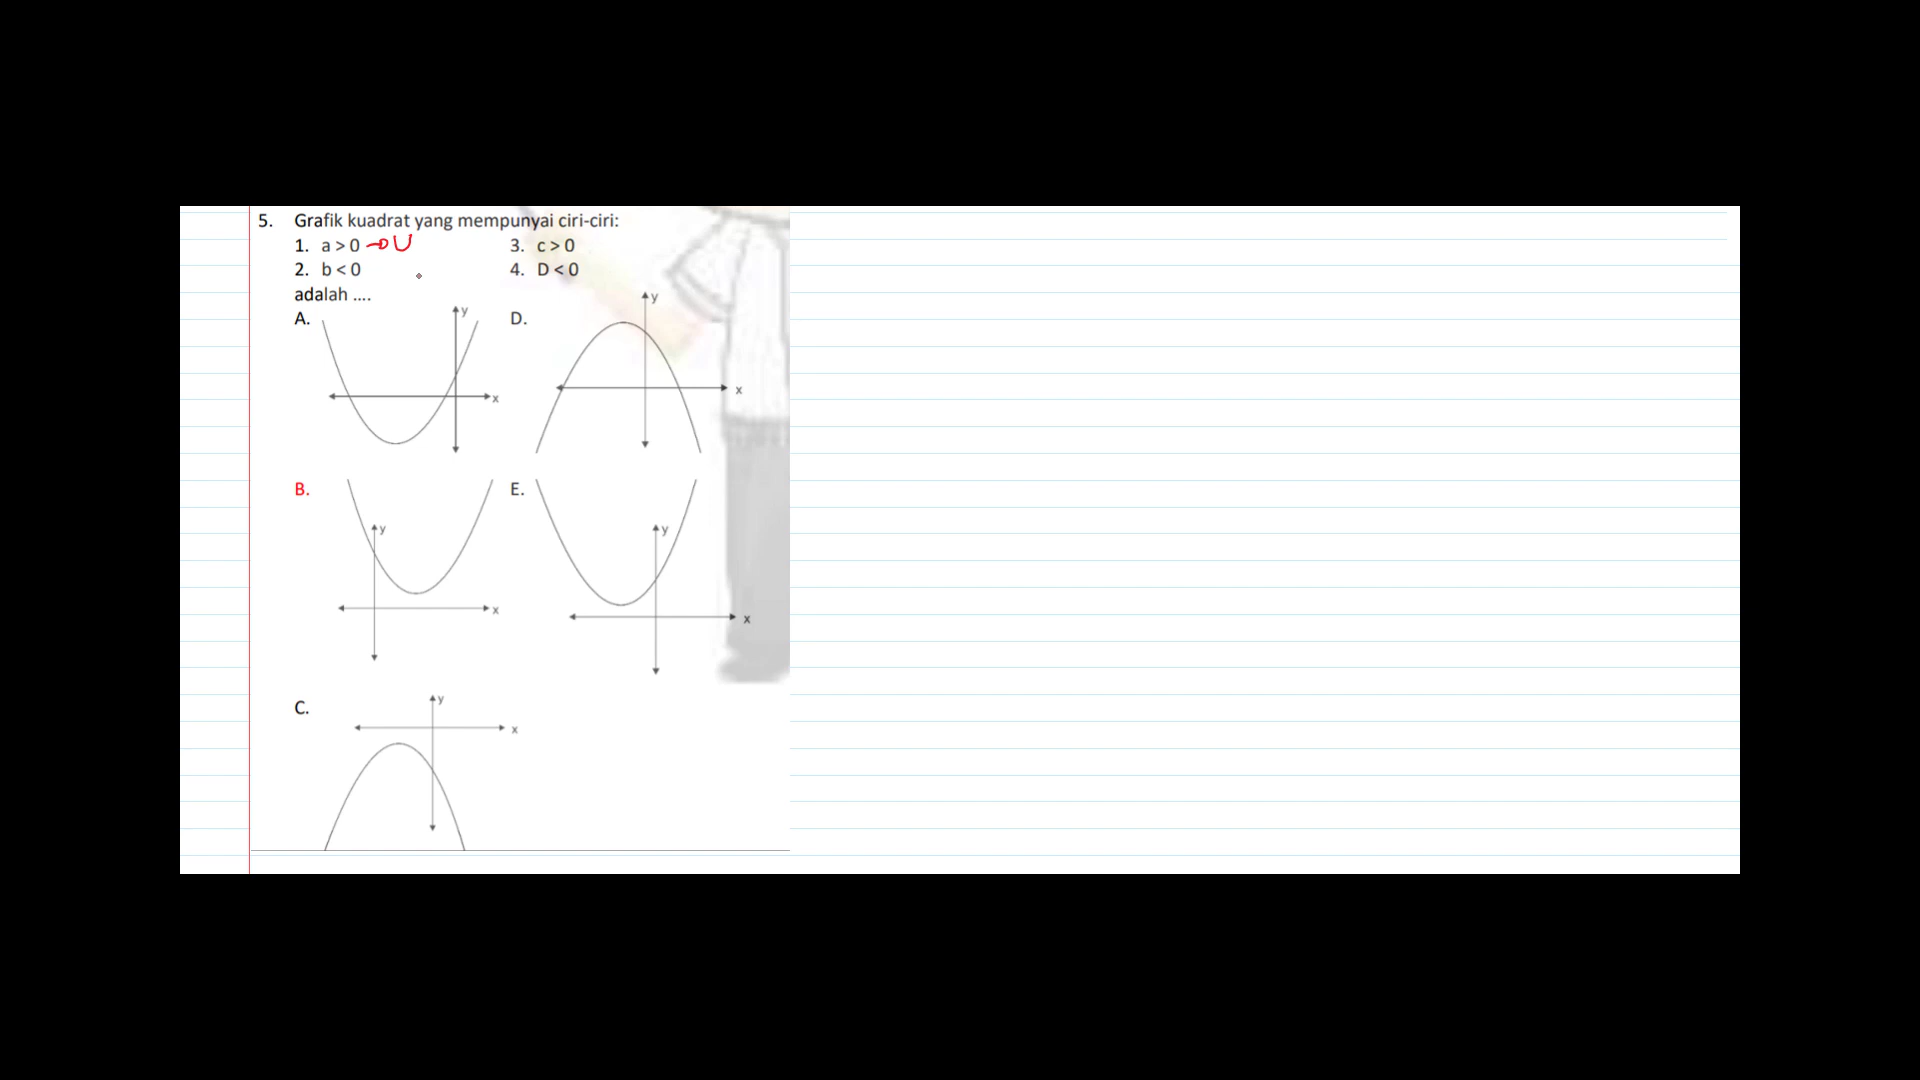 5. Grafik kuadrat yang mempunyai ciri-ciri:
1. a > 0 → U
3. c > 0
2. b < 0
4. D < 0
adalah ....
A.
y
x
D.
y
x
B.
y
x
E.
y
x
C.
y
x